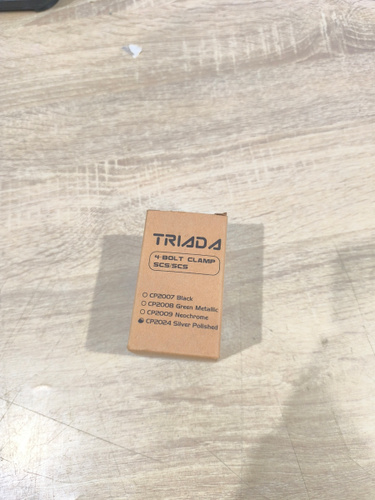 TRIADA
4-BOLT CLAMP
SCS/SCS
CP2007 Black
CP2008 Green Metallic
CP2009 Neochrome
CP2024 Silver Polished